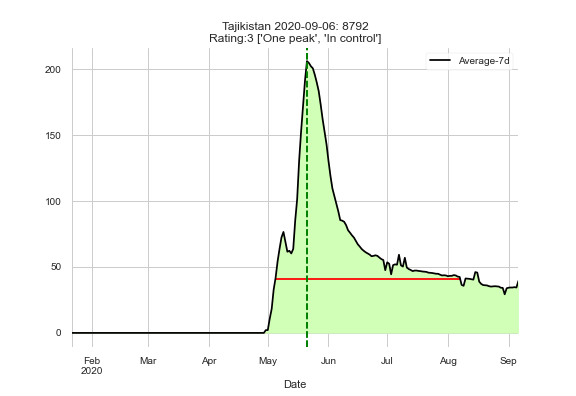 Tajikistan 2020-09-06: 8792
Rating:3 ['One peak', 'In control']
Average-7d
200
150
100
50
0
Feb
2020
Mar
Apr
May
Jun
Jul
Aug
Sep
Date